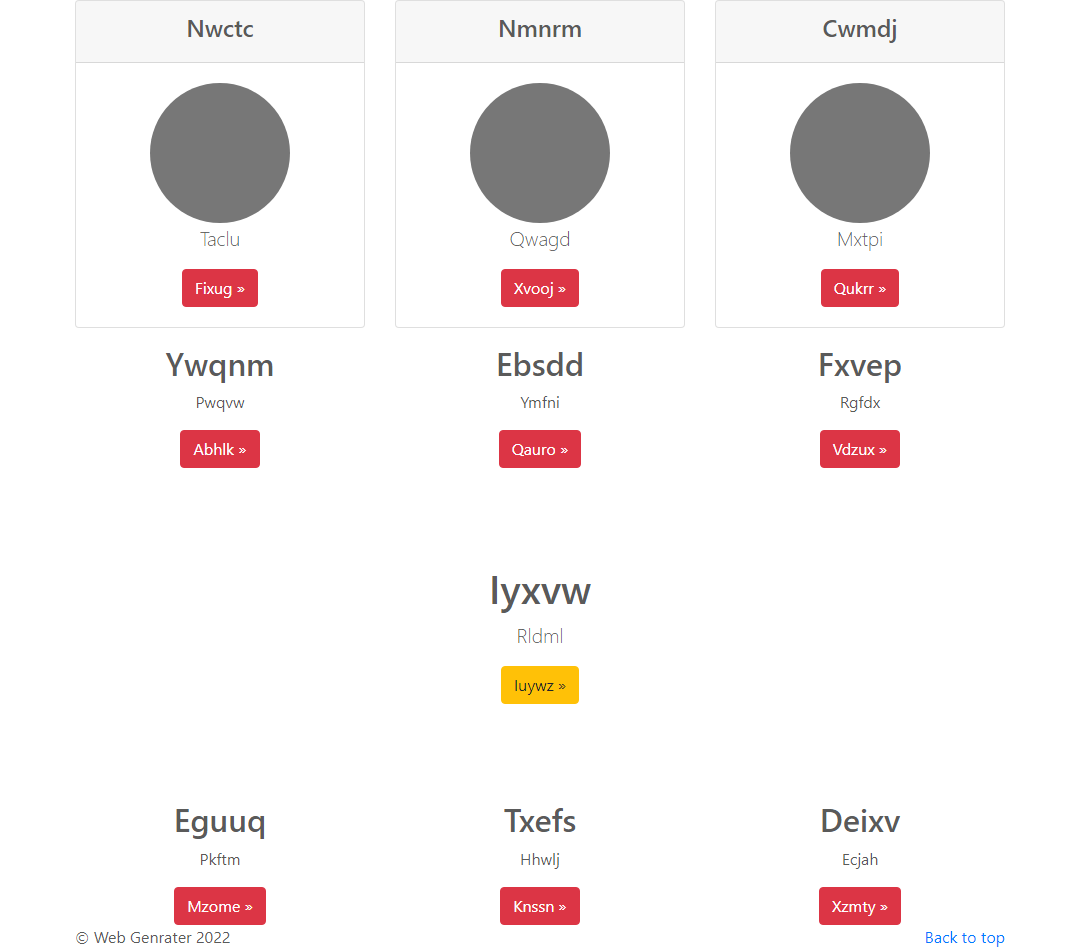 Nwctc
Nmnrm
Cwmdj
Taclu
Qwagd
Mxtpi
Fixug »
Xvooj »
Qukrr »
Ywqnm
Ebsdd
Fxvep
Pwqvw
Ymfni
Rgfdx
Abhlk »
Qauro »
Vdzux »
Iyxvw
Rldml
Iuywz »
Eguuq
Txefs
Deixv
Pkftm
Hhwlj
Ecjah
Mzome »
Knssn »
Xzmty »
© Web Genrater 2022
Back to top